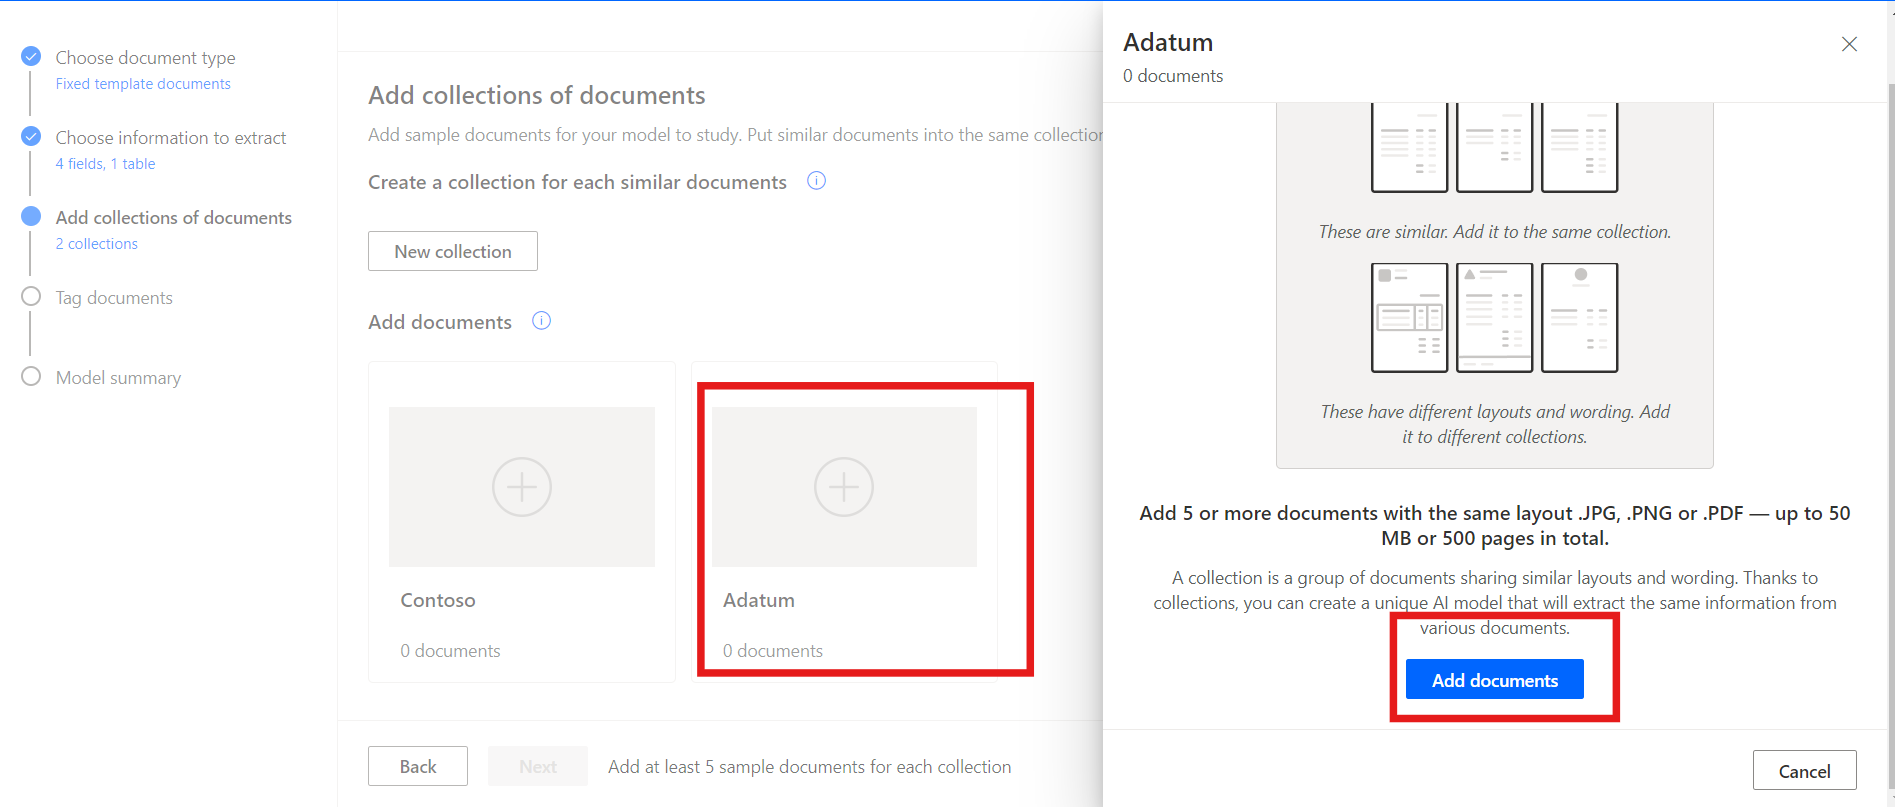 Choose document type
Fixed template documents
Choose information to extract
4 fields, 1 table
Add collections of documents
2 collections
Tag documents
Model summary
Add collections of documents
Add sample documents for your model to study. Put similar documents into the same collection
Create a collection for each similar documents
New collection
Add documents
Contoso
0 documents
Adatum
0 documents
Back
Next
Add at least 5 sample documents for each collection
Adatum
0 documents
These are similar. Add it to the same collection.
These have different layouts and wording. Add
it to different collections.
Add 5 or more documents with the same layout .JPG, .PNG or .PDF — up to 50
MB or 500 pages in total.
A collection is a group of documents sharing similar layouts and wording. Thanks to
collections, you can create a unique AI model that will extract the same information from
various documents.
Add documents
Cancel